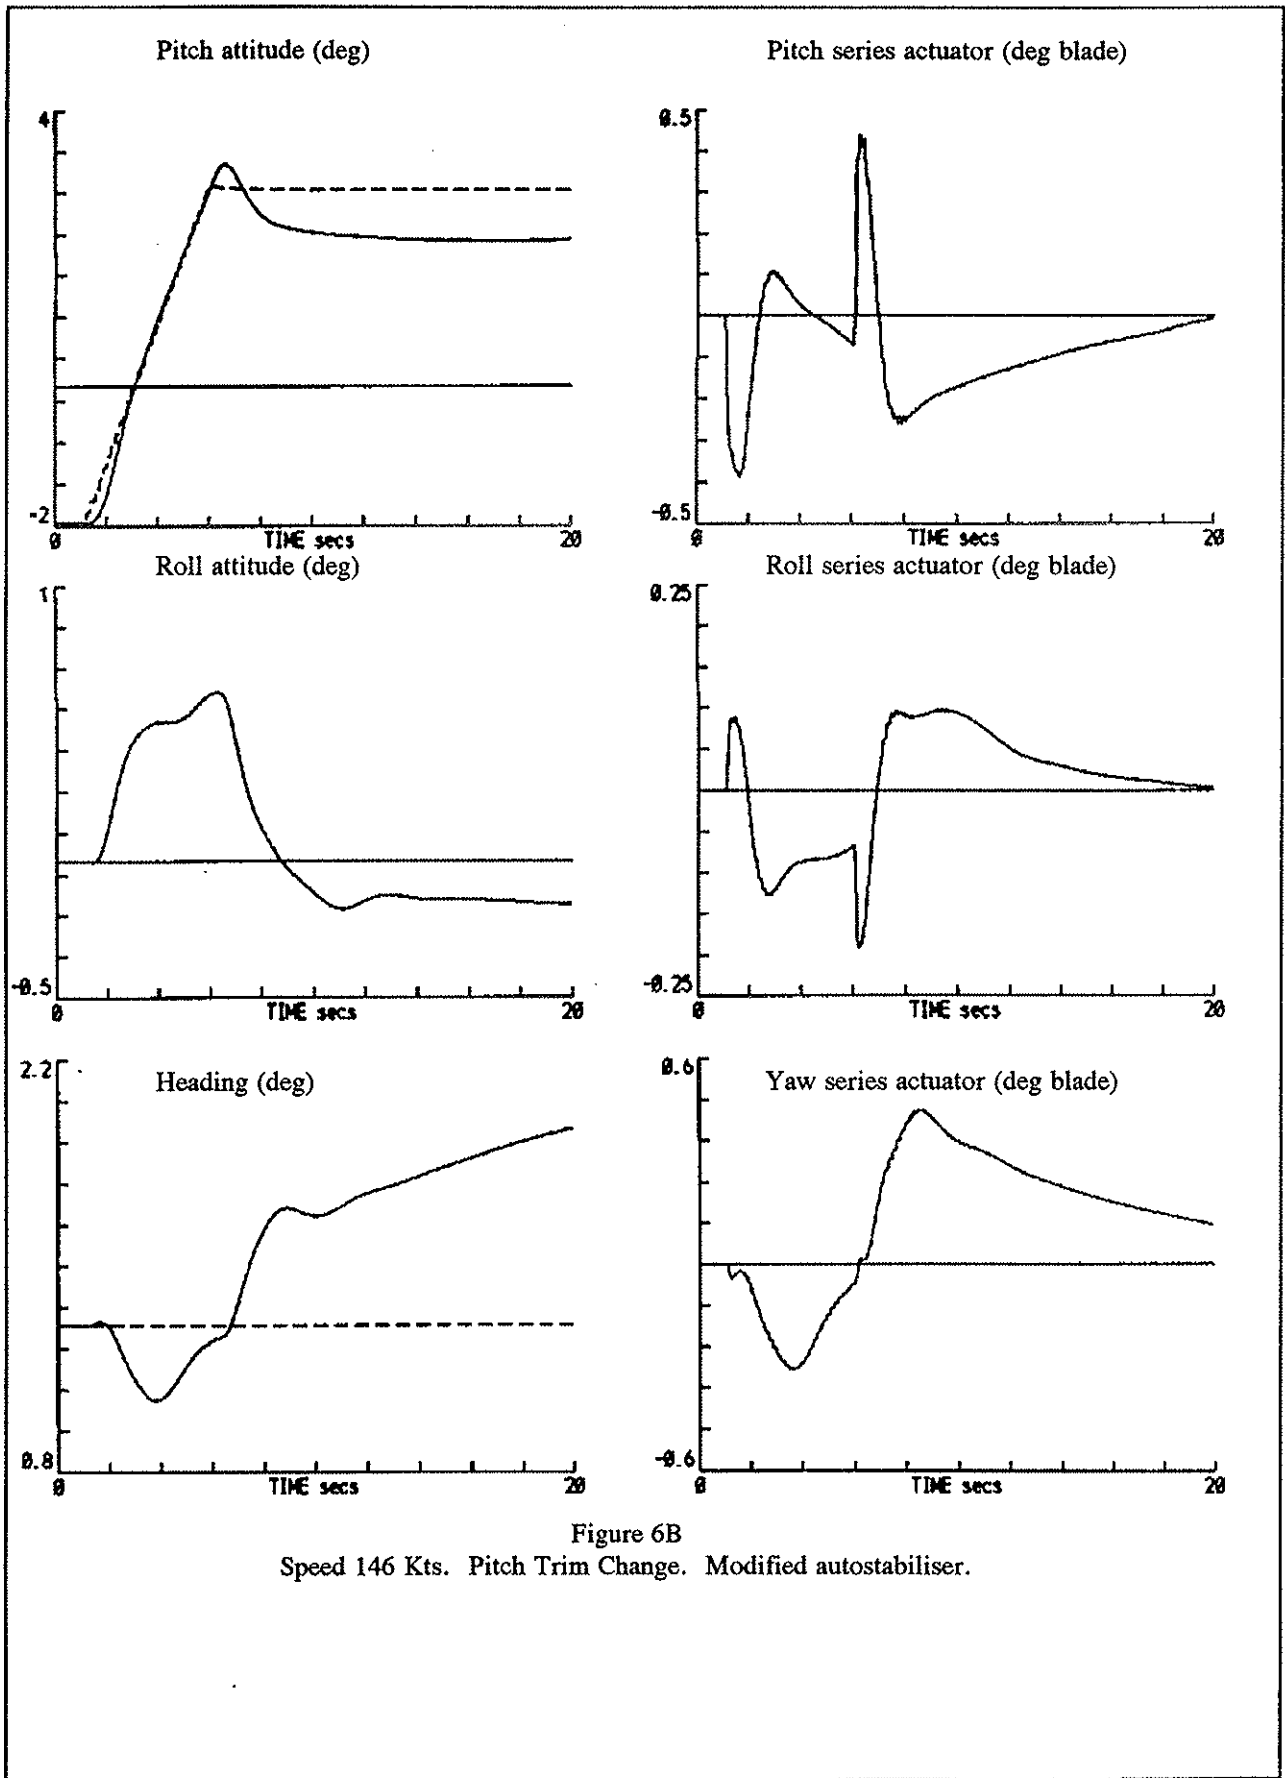 Pitch attitude (deg)
Pitch series actuator (deg blade)
4
-2
0
TIME secs
20
0.5
-0.5
0
TIME secs
20
Roll attitude (deg)
Roll series actuator (deg blade)
1
-0.5
0
TIME secs
20
0.25
-0.25
0
TIME secs
20
Heading (deg)
Yaw series actuator (deg blade)
2.2
0.8
0
TIME secs
20
0.6
-0.6
0
TIME secs
20
Figure 6B
Speed 146 Kts. Pitch Trim Change. Modified autostabiliser.